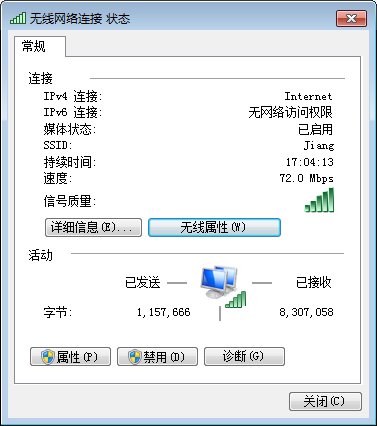 无线网络连接 状态
常规
连接
IPv4 连接: Internet
IPv6 连接: 无网络访问权限
媒体状态: 已启用
SSID: Jiang
持续时间: 17:04:13
速度: 72.0 Mbps
信号质量:
详细信息(E)... 无线属性(W)
活动
已发送 — — 已接收
字节: 1,157,666 | 8,307,058
属性(P) 禁用(D) 诊断(G)
关闭(C)